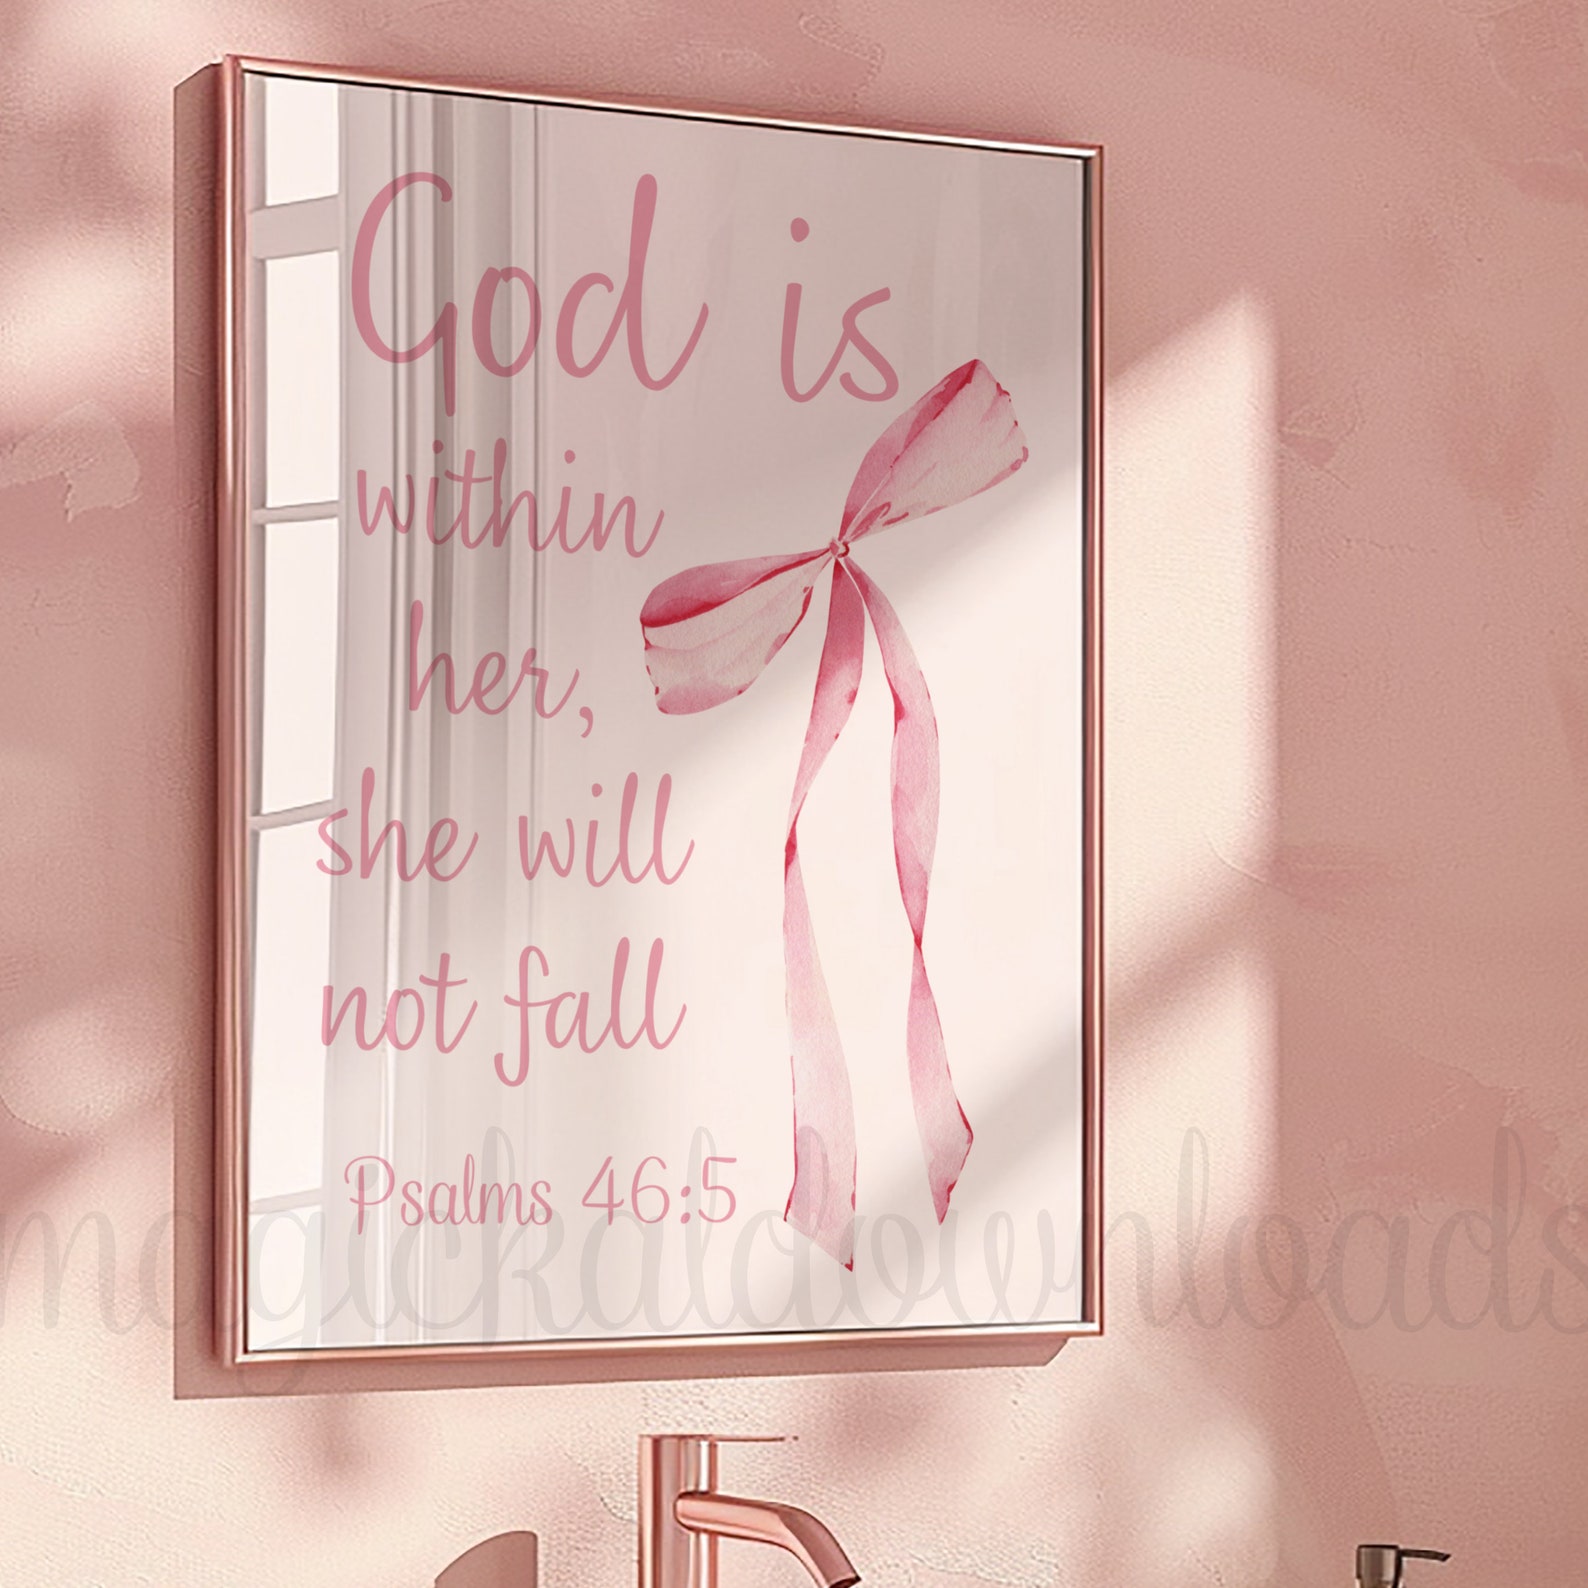 God is
within
her,
she will
not fall
Psalms 46:5
magickaldownloads